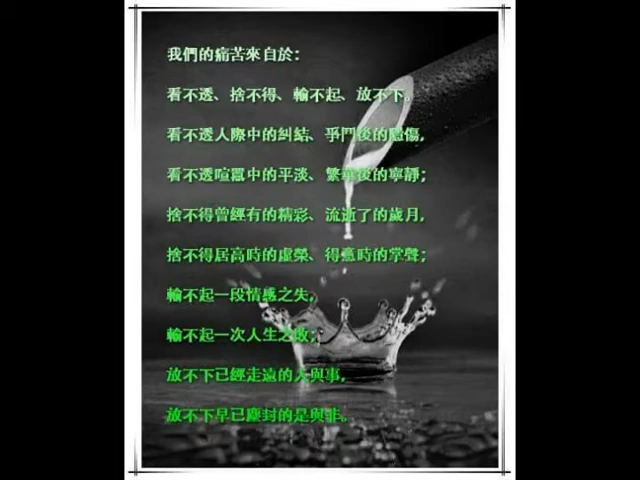 我們的痛苦來自於:
看不透、捨不得、輸不起、放不下。
看不透人際中的糾結、爭鬥後的隱傷,
看不透喧囂中的平淡、繁華後的寧靜;
捨不得曾經有的精彩、流逝了的歲月,
捨不得居高時的虛榮、得意時的掌聲;
輸不起一段情感之失,
輸不起一次人生之敗;
放不下已經走遠的人與事,
放不下早已塵封的是與非。